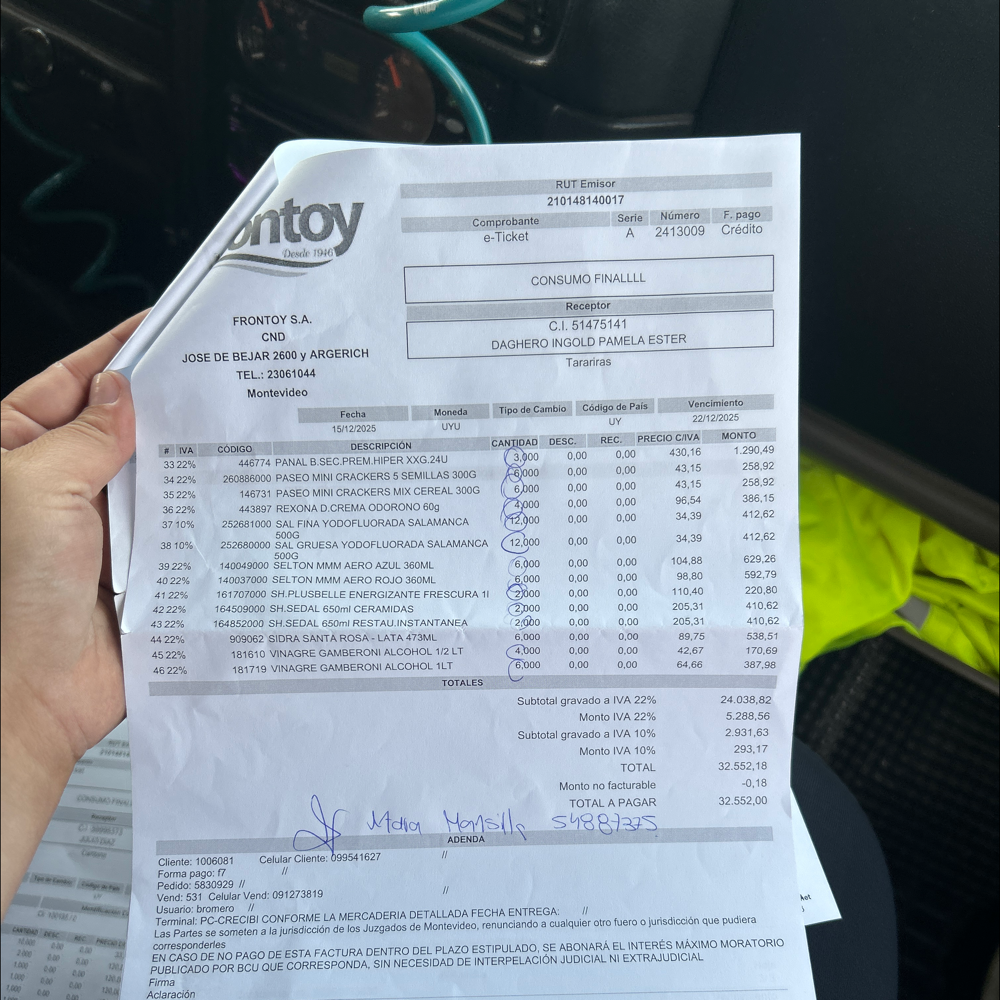 ontoy
Desde 1946
FRONTOY S.A.
CND
JOSE DE BEJAR 2600 y ARGERICH
TEL.: 23061044
Montevideo
RUT Emisor
210148140017
Comprobante Serie Número F. pago
e-Ticket A 2413009 Crédito
CONSUMO FINALLLL
Receptor
C.I. 51475141
DAGHERO INGOLD PAMELA ESTER
Tarariras
Fecha Moneda Tipo de Cambio Código de País Vencimiento
15/12/2025 UYU UY 22/12/2025
# IVA CÓDIGO DESCRIPCIÓN CANTIDAD DESC. REC. PRECIO C/IVA MONTO
33 22% 446774 PANAL B.SEC.PREM.HIPER XXG.24U 3,000 0,00 0,00 430,16 1.290,49
34 22% 260886000 PASEO MINI CRACKERS 5 SEMILLAS 300G 6,000 0,00 0,00 43,15 258,92
35 22% 146731 PASEO MINI CRACKERS MIX CEREAL 300G 6,000 0,00 0,00 43,15 258,92
36 22% 443897 REXONA D.CREMA ODORONO 60g 4,000 0,00 0,00 96,54 386,15
37 10% 252681000 SAL FINA YODOFLUORADA SALAMANCA 12,000 0,00 0,00 34,39 412,62
500G
38 10% 252680000 SAL GRUESA YODOFLUORADA SALAMANCA 12,000 0,00 0,00 34,39 412,62
500G
39 22% 140049000 SELTON MMM AERO AZUL 360ML 6,000 0,00 0,00 104,88 629,26
40 22% 140037000 SELTON MMM AERO ROJO 360ML 6,000 0,00 0,00 98,80 592,79
41 22% 161707000 SH.PLUSBELLE ENERGIZANTE FRESCURA 1l 2,000 0,00 0,00 110,40 220,80
42 22% 164509000 SH.SEDAL 650ml CERAMIDAS 2,000 0,00 0,00 205,31 410,62
43 22% 164852000 SH.SEDAL 650ml RESTAU.INSTANTANEA 2,000 0,00 0,00 205,31 410,62
44 22% 909062 SIDRA SANTA ROSA - LATA 473ML 6,000 0,00 0,00 89,75 538,51
45 22% 181610 VINAGRE GAMBERONI ALCOHOL 1/2 LT 4,000 0,00 0,00 42,67 170,69
46 22% 181719 VINAGRE GAMBERONI ALCOHOL 1LT 6,000 0,00 0,00 64,66 387,98
TOTALES
Subtotal gravado a IVA 22% 24.038,82
Monto IVA 22% 5.288,56
Subtotal gravado a IVA 10% 2.931,63
Monto IVA 10% 293,17
TOTAL 32.552,18
Monto no facturable -0,18
TOTAL A PAGAR 32.552,00
Mansilla 54887375
ADENDA
Cliente: 1006081 Celular Cliente: 099541627 //
Forma pago: f7 //
Pedido: 5830929 //
Vend: 531 Celular Vend: 091273819 //
Usuario: bromero //
Terminal: PC-CRECIBI CONFORME LA MERCADERIA DETALLADA FECHA ENTREGA: //
Las Partes se someten a la jurisdicción de los Juzgados de Montevideo, renunciando a cualquier otro fuero o jurisdicción que pudiera
corresponderles
EN CASO DE NO PAGO DE ESTA FACTURA DENTRO DEL PLAZO ESTIPULADO, SE ABONARÁ EL INTERÉS MÁXIMO MORATORIO
PUBLICADO POR BCU QUE CORRESPONDA, SIN NECESIDAD DE INTERPELACIÓN JUDICIAL NI EXTRAJUDICIAL
Firma
Aclaración